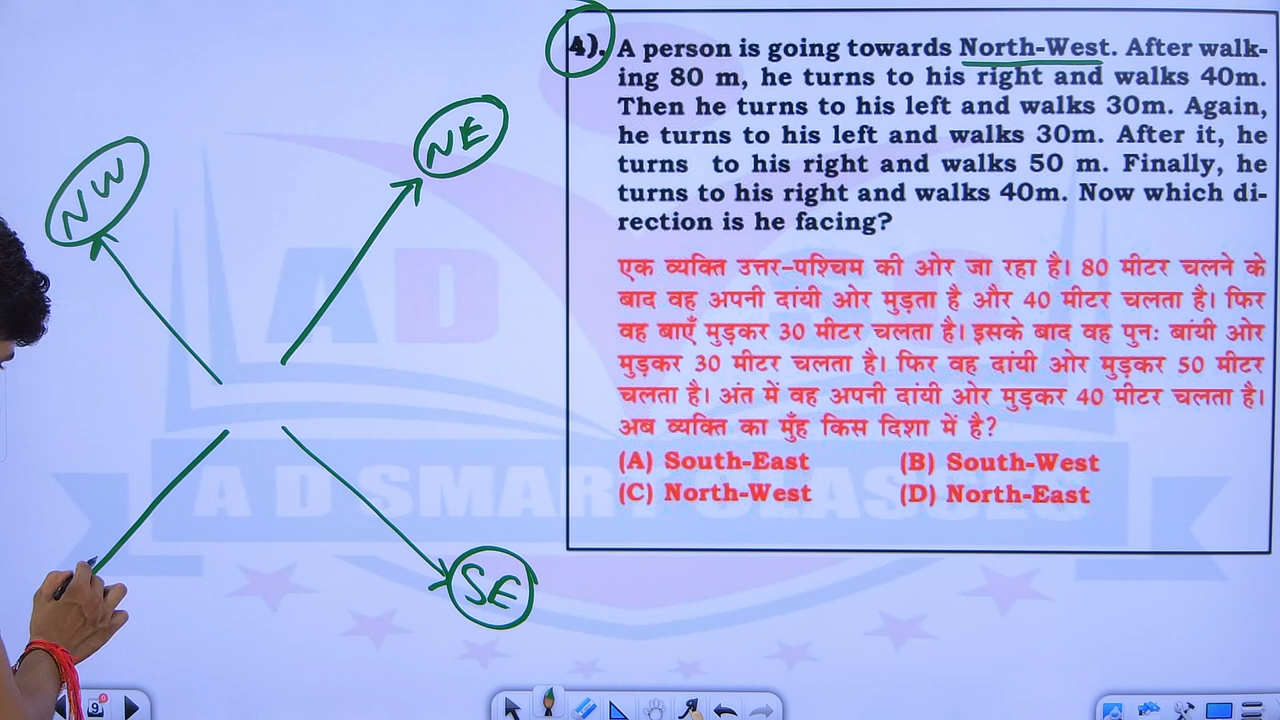 4). A person is going towards North-West. After walk-
ing 80 m, he turns to his right and walks 40m.
Then he turns to his left and walks 30m. Again,
he turns to his left and walks 30m. After it, he
turns to his right and walks 50 m. Finally, he
turns to his right and walks 40m. Now which di-
rection is he facing?
एक व्यक्ति उत्तर-पश्चिम की ओर जा रहा है। 80 मीटर चलने के
बाद वह अपनी दांयी ओर मुड़ता है और 40 मीटर चलता है। फिर
वह बाएँ मुड़कर 30 मीटर चलता है। इसके बाद वह पुनः बांयी ओर
मुड़कर 30 मीटर चलता है। फिर वह दांयी ओर मुड़कर 50 मीटर
चलता है। अंत में वह अपनी दांयी ओर मुड़कर 40 मीटर चलता है।
अब व्यक्ति का मुँह किस दिशा में है?
(A) South-East (B) South-West
(C) North-West (D) North-East
NW
NE
SE
AD
A D SMART CLASSES
9
0